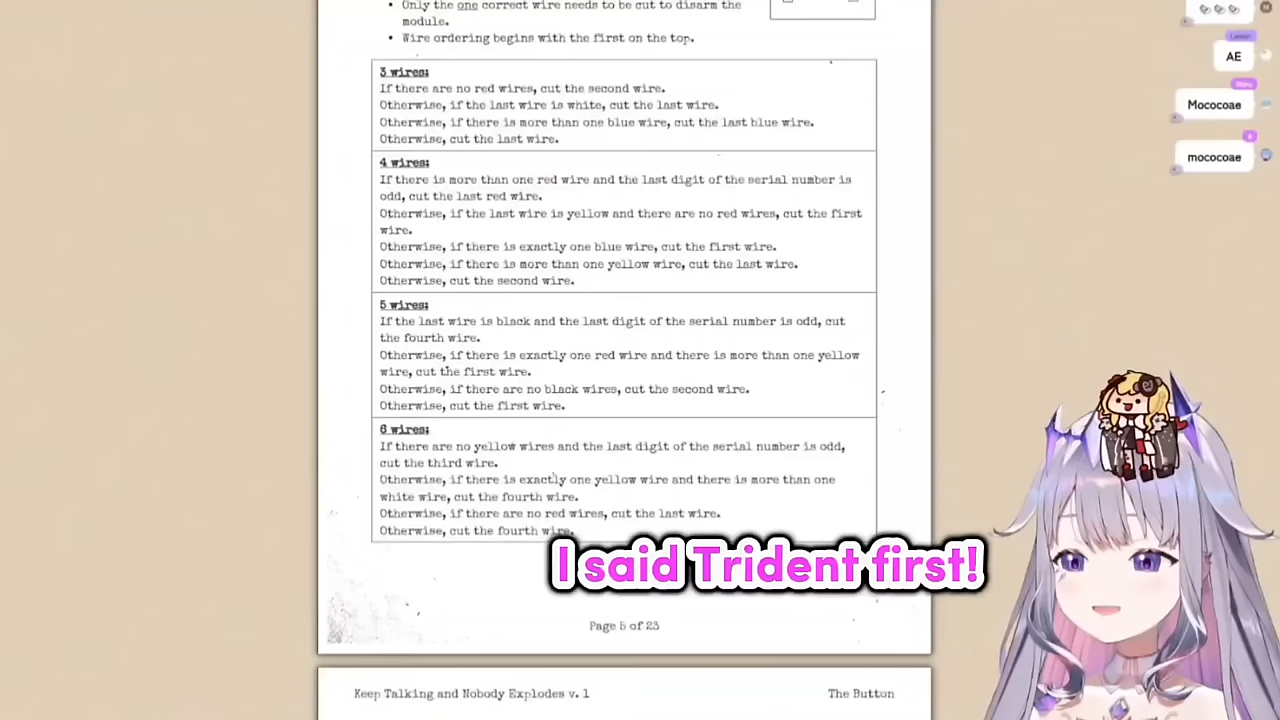 Only the one correct wire needs to be cut to disarm the
module.
Wire ordering begins with the first on the top.
3 wires:
If there are no red wires, cut the second wire.
Otherwise, if the last wire is white, cut the last wire.
Otherwise, if there is more than one blue wire, cut the last blue wire.
Otherwise, cut the last wire.
4 wires:
If there is more than one red wire and the last digit of the serial number is
odd, cut the last red wire.
Otherwise, if the last wire is yellow and there are no red wires, cut the first
wire.
Otherwise, if there is exactly one blue wire, cut the first wire.
Otherwise, if there is more than one yellow wire, cut the last wire.
Otherwise, cut the second wire.
5 wires:
If the last wire is black and the last digit of the serial number is odd, cut
the fourth wire.
Otherwise, if there is exactly one red wire and there is more than one yellow
wire, cut the first wire.
Otherwise, if there are no black wires, cut the second wire.
Otherwise, cut the first wire.
6 wires:
If there are no yellow wires and the last digit of the serial number is odd,
cut the third wire.
Otherwise, if there is exactly one yellow wire and there is more than one
white wire, cut the fourth wire.
Otherwise, if there are no red wires, cut the last wire.
Otherwise, cut the fourth wire.
I said Trident first!
Page 5 of 23
Keep Talking and Nobody Explodes v. 1
The Button
AE
Mococoae
mococoae